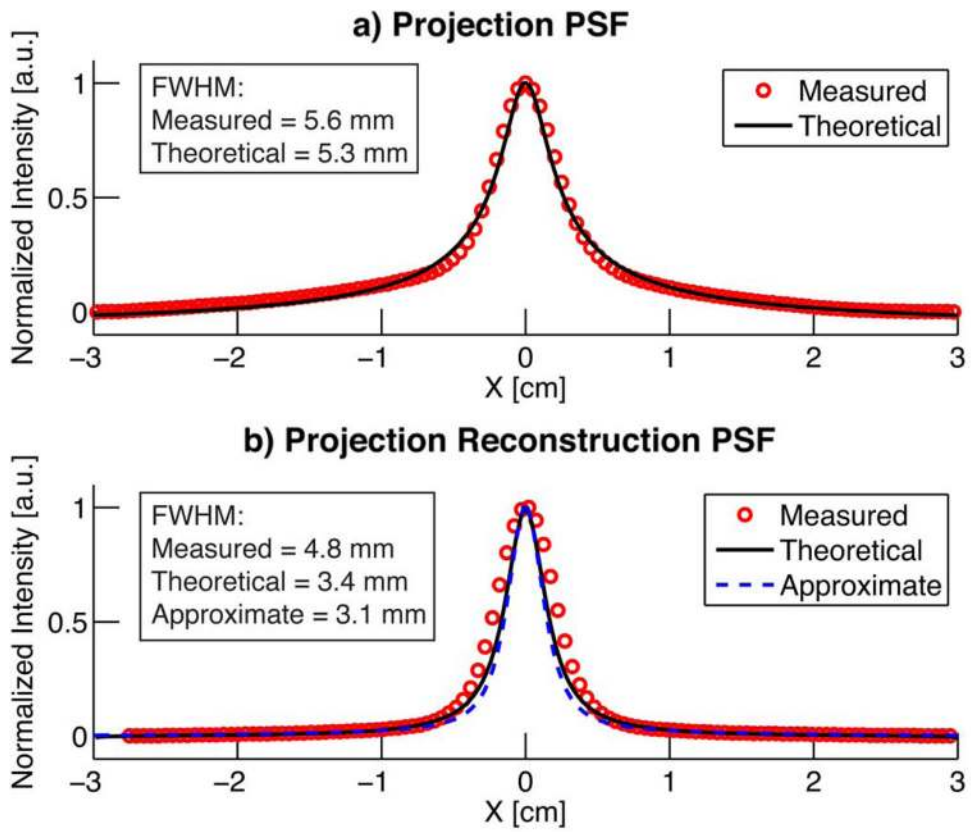 a) Projection PSF
Normalized Intensity [a.u.]
1
0.5
0
FWHM:
Measured = 5.6 mm
Theoretical = 5.3 mm
Measured
Theoretical
−3 −2 −1 0 1 2 3
X [cm]
b) Projection Reconstruction PSF
Normalized Intensity [a.u.]
1
0.5
0
FWHM:
Measured = 4.8 mm
Theoretical = 3.4 mm
Approximate = 3.1 mm
Measured
Theoretical
Approximate
−3 −2 −1 0 1 2 3
X [cm]